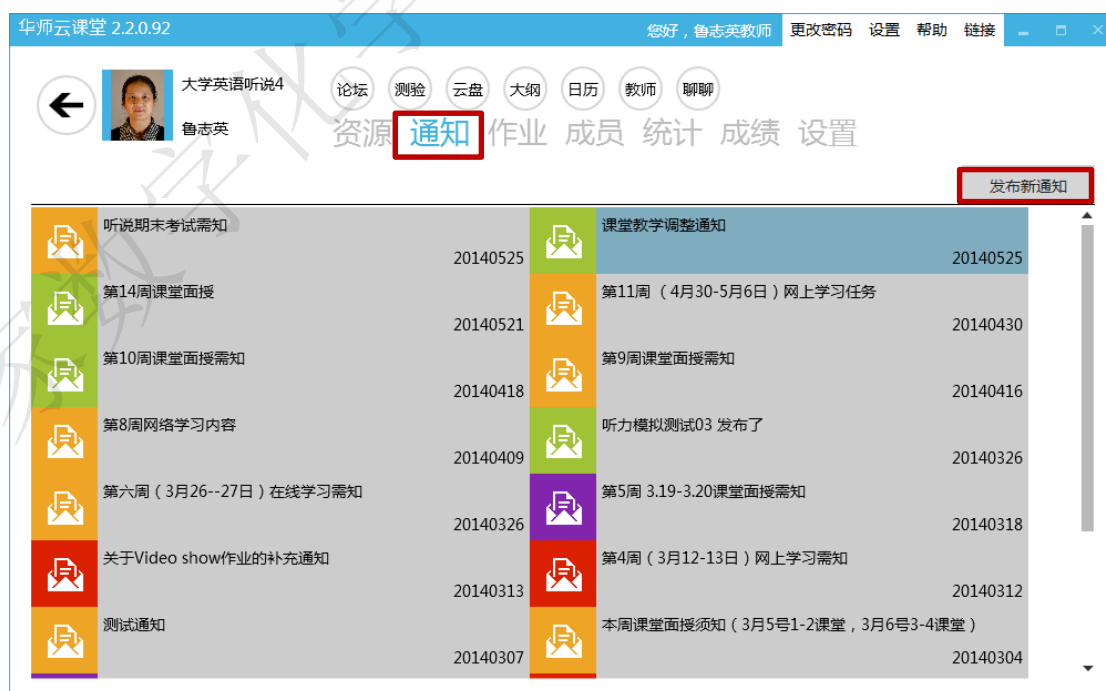 华师云课堂 2.2.0.92
您好，鲁志英教师 更改密码 设置 帮助 链接
大学英语听说4
鲁志英
论坛 测验 云盘 大纲 日历 教师 聊聊
资源 通知 作业 成员 统计 成绩 设置
发布新通知
听说期末考试需知
20140525
课堂教学调整通知
20140525
第14周课堂面授
20140521
第11周 （4月30-5月6日）网上学习任务
20140430
第10周课堂面授需知
20140418
第9周课堂面授需知
20140416
第8周网络学习内容
20140409
听力模拟测试03 发布了
20140326
第六周（3月26--27日）在线学习需知
20140326
第5周 3.19-3.20课堂面授需知
20140318
关于Video show作业的补充通知
20140313
第4周（3月12-13日）网上学习需知
20140312
测试通知
20140307
本周课堂面授须知（3月5号1-2课堂，3月6号3-4课堂）
20140304